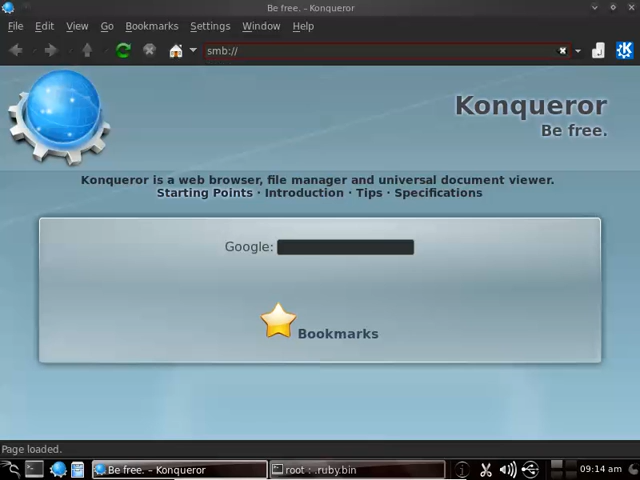 Be free. – Konqueror
File Edit View Go Bookmarks Settings Window Help
smb://
Konqueror
Be free.
Konqueror is a web browser, file manager and universal document viewer.
Starting Points · Introduction · Tips · Specifications
Google:
Bookmarks
Page loaded.
Be free. – Konqueror
root : .ruby.bin
09:14 am